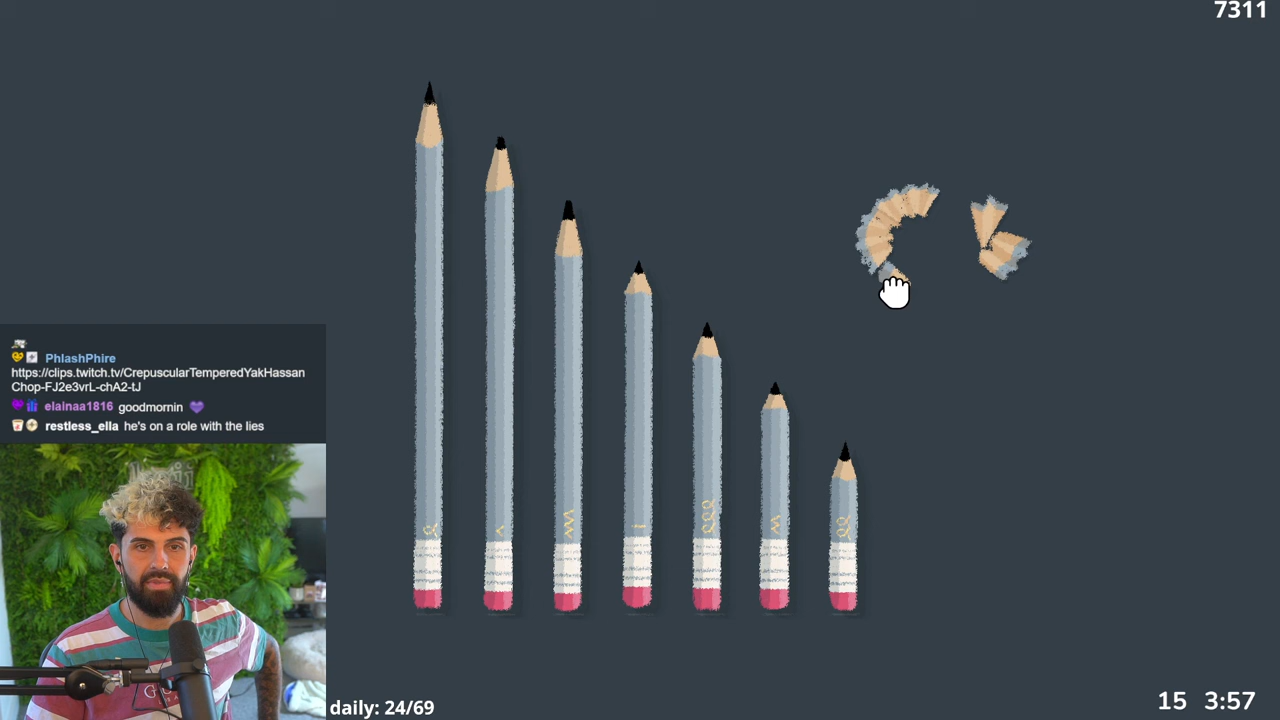 7311
PhlashPhire
https://clips.twitch.tv/CrepuscularTemperedYakHassan
Chop-FJ2e3vrL-chA2-tJ
elainaa1816 goodmornin
restless_ella he's on a role with the lies
daily: 24/69
15 3:57